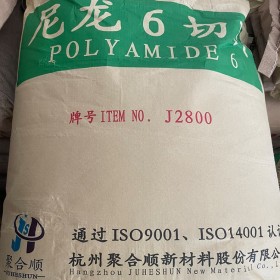 尼龙6切
POLYAMIDE 6
牌号 ITEM NO. J2800
聚合顺
JUHESHUN
通过ISO9001、ISO14001认
杭州聚合顺新材料股份有限公司
Hangzhou JUHESHUN New Material Co